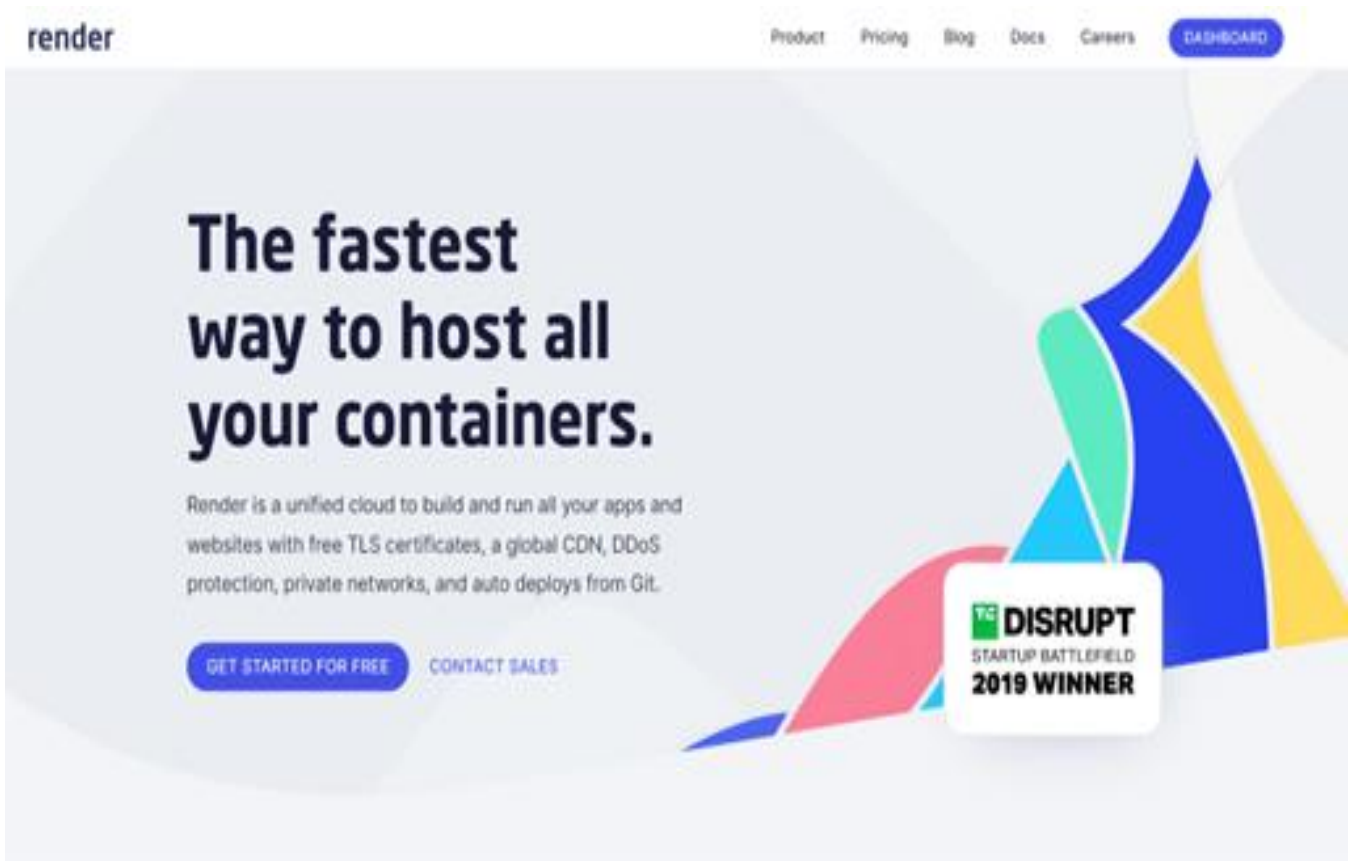 render
Product Pricing Blog Docs Careers DASHBOARD
The fastest
way to host all
your containers.
Render is a unified cloud to build and run all your apps and
websites with free TLS certificates, a global CDN, DDoS
protection, private networks, and auto deploys from Git.
GET STARTED FOR FREE CONTACT SALES
TC DISRUPT
STARTUP BATTLEFIELD
2019 WINNER